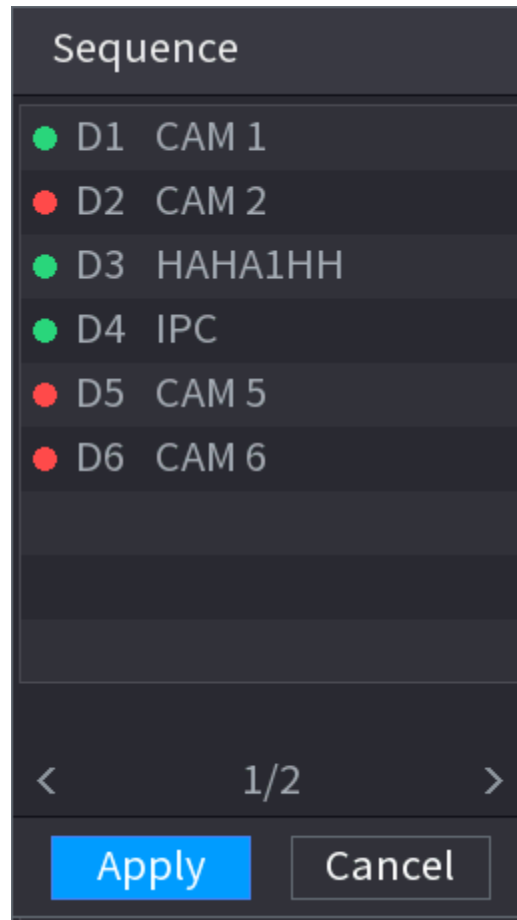 Sequence
D1 CAM 1
D2 CAM 2
D3 HAHA1HH
D4 IPC
D5 CAM 5
D6 CAM 6
< 1/2 >
Apply Cancel